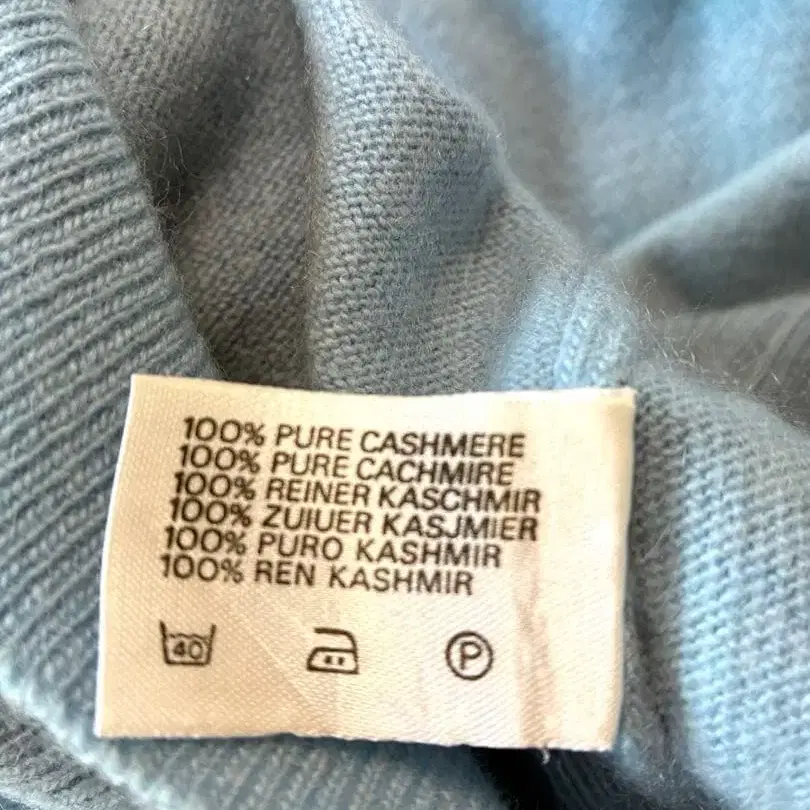 100% PURE CASHMERE
100% PURE CACHMIRE
100% REINER KASCHMIR
100% ZUIUER KASJMIER
100% PURO KASHMIR
100% REN KASHMIR
40 P